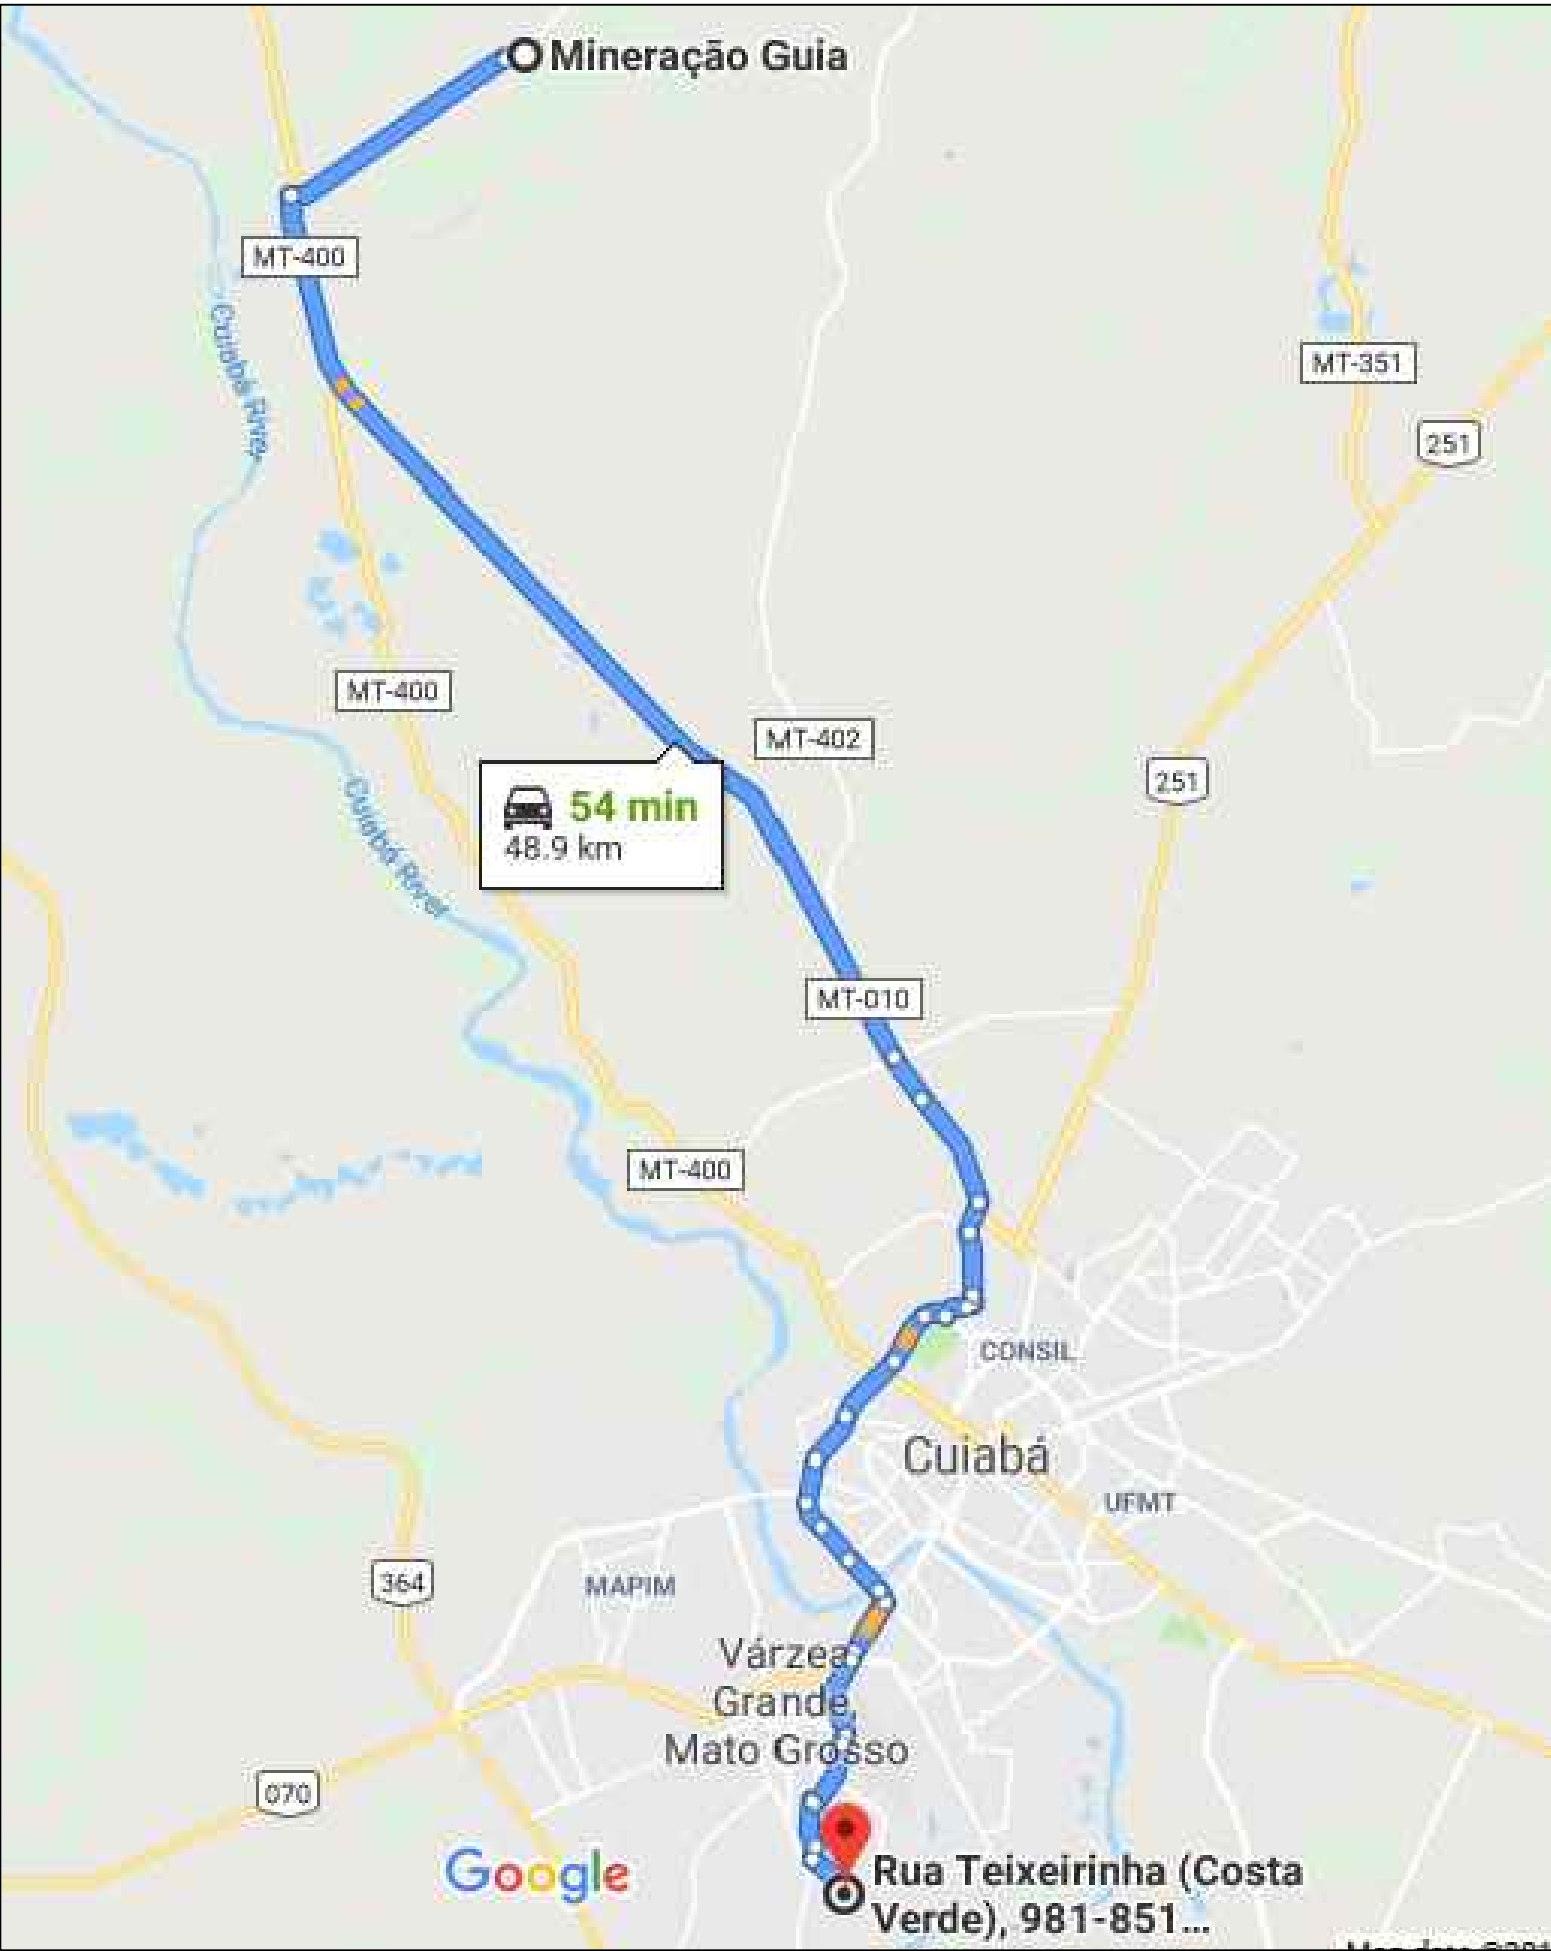 Mineração Guia
MT-400
Cuiabá River
MT-351
251
MT-400
MT-402
251
54 min
48.9 km
Cuiabá River
MT-010
MT-400
CONSIL
Cuiabá
UFMT
364
MAPIM
Várzea
Grande,
Mato Grosso
070
Google
Rua Teixeirinha (Costa
Verde), 981-851...